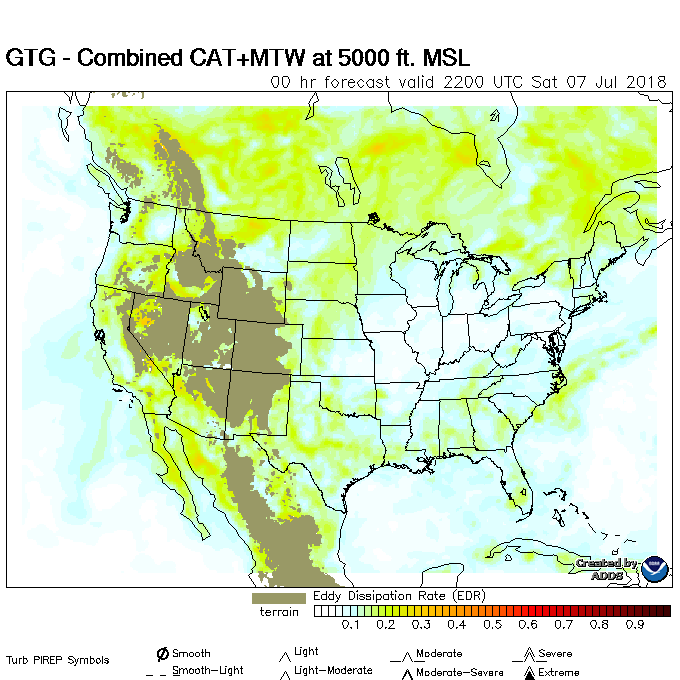 GTG - Combined CAT+MTW at 5000 ft. MSL
00 hr forecast valid 2200 UTC Sat 07 Jul 2018
Created by
ADDS
NOAA
Eddy Dissipation Rate (EDR)
terrain
0.1 0.2 0.3 0.4 0.5 0.6 0.7 0.8 0.9
Turb PIREP Symbols
Smooth Light Moderate Severe
Smooth-Light Light-Moderate Moderate-Severe Extreme